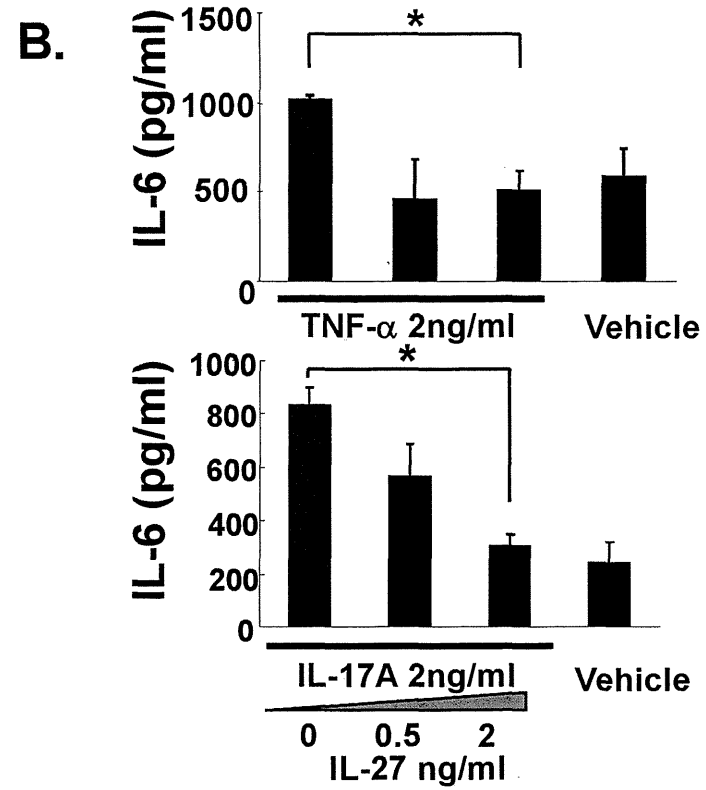 B.
IL-6 (pg/ml)
1500
1000
500
0
*
TNF-α 2ng/ml
Vehicle
IL-6 (pg/ml)
1000
800
600
400
200
0
*
IL-17A 2ng/ml
Vehicle
0 0.5 2
IL-27 ng/ml